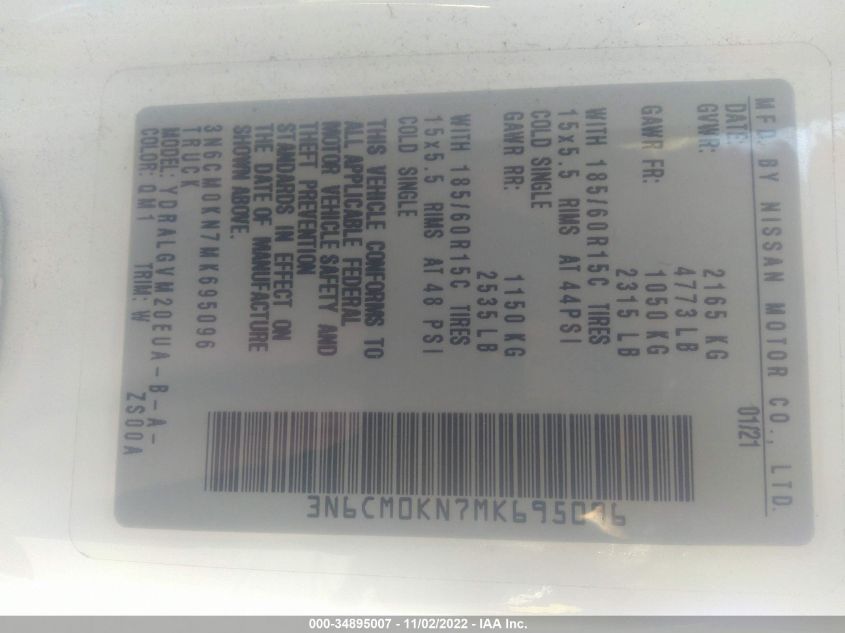 MFD. BY NISSAN MOTOR CO., LTD.
DATE: 01/21
GVWR: 2165 KG
4773 LB
GAWR FR: 1050 KG
2315 LB
WITH 185/60R15C TIRES
15x5.5 RIMS AT 44PSI
COLD SINGLE
GAWR RR: 1150 KG
2535 LB
WITH 185/60R15C TIRES
15x5.5 RIMS AT 48 PSI
COLD SINGLE
THIS VEHICLE CONFORMS TO
ALL APPLICABLE FEDERAL
MOTOR VEHICLE SAFETY AND
THEFT PREVENTION
STANDARDS IN EFFECT ON
THE DATE OF MANUFACTURE
SHOWN ABOVE.
3N6CM0KN7MK695096
TRUCK
MODEL: YDRALGVM20EUA-B-A-
COLOR: QM1 TRIM: W ZS00A
3N6CM0KN7MK695096
000-34895007 - 11/02/2022 - IAA Inc.